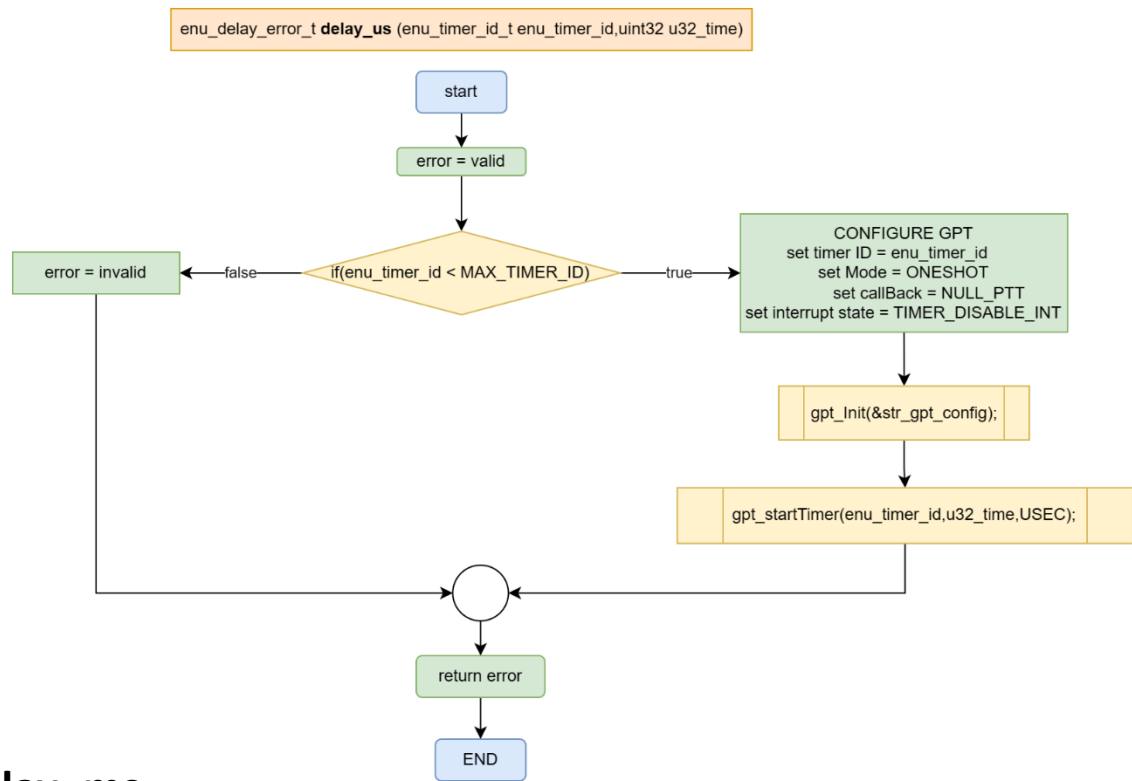 enu_delay_error_t delay_us (enu_timer_id_t enu_timer_id,uint32 u32_time)
start
error = valid
if(enu_timer_id < MAX_TIMER_ID)
false
true
error = invalid
CONFIGURE GPT
set timer ID = enu_timer_id
set Mode = ONESHOT
set callBack = NULL_PTT
set interrupt state = TIMER_DISABLE_INT
gpt_Init(&str_gpt_config);
gpt_startTimer(enu_timer_id,u32_time,USEC);
return error
END